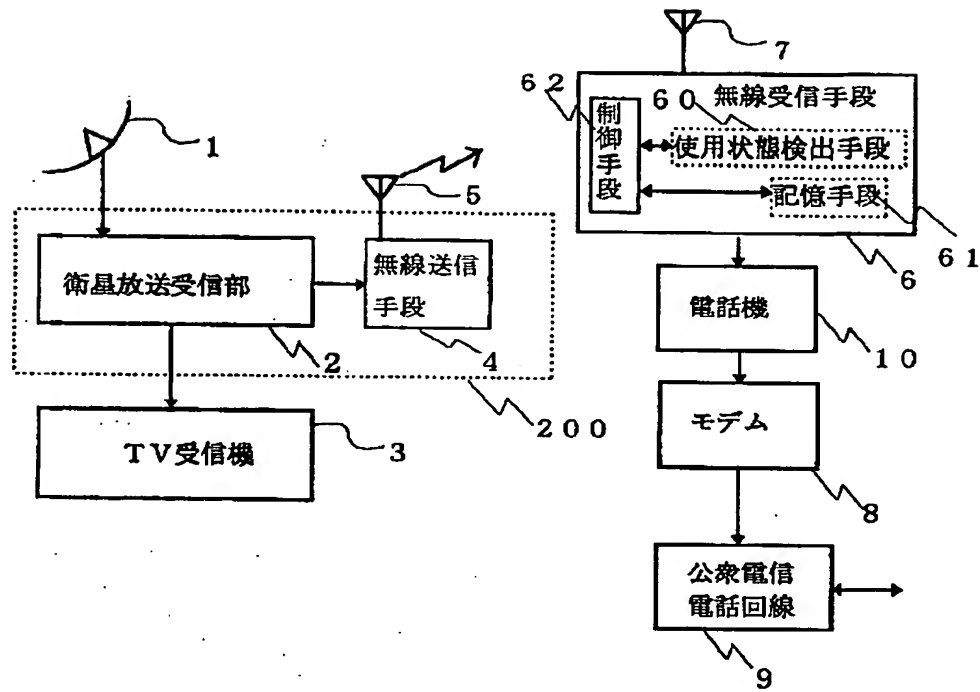 1
5
衛星放送受信部
無線送信
手段
2
4
200
TV受信機
3
7
62
60
無線受信手段
制御手段
使用状態検出手段
記憶手段
61
6
電話機
10
モデム
8
公衆電信
電話回線
9